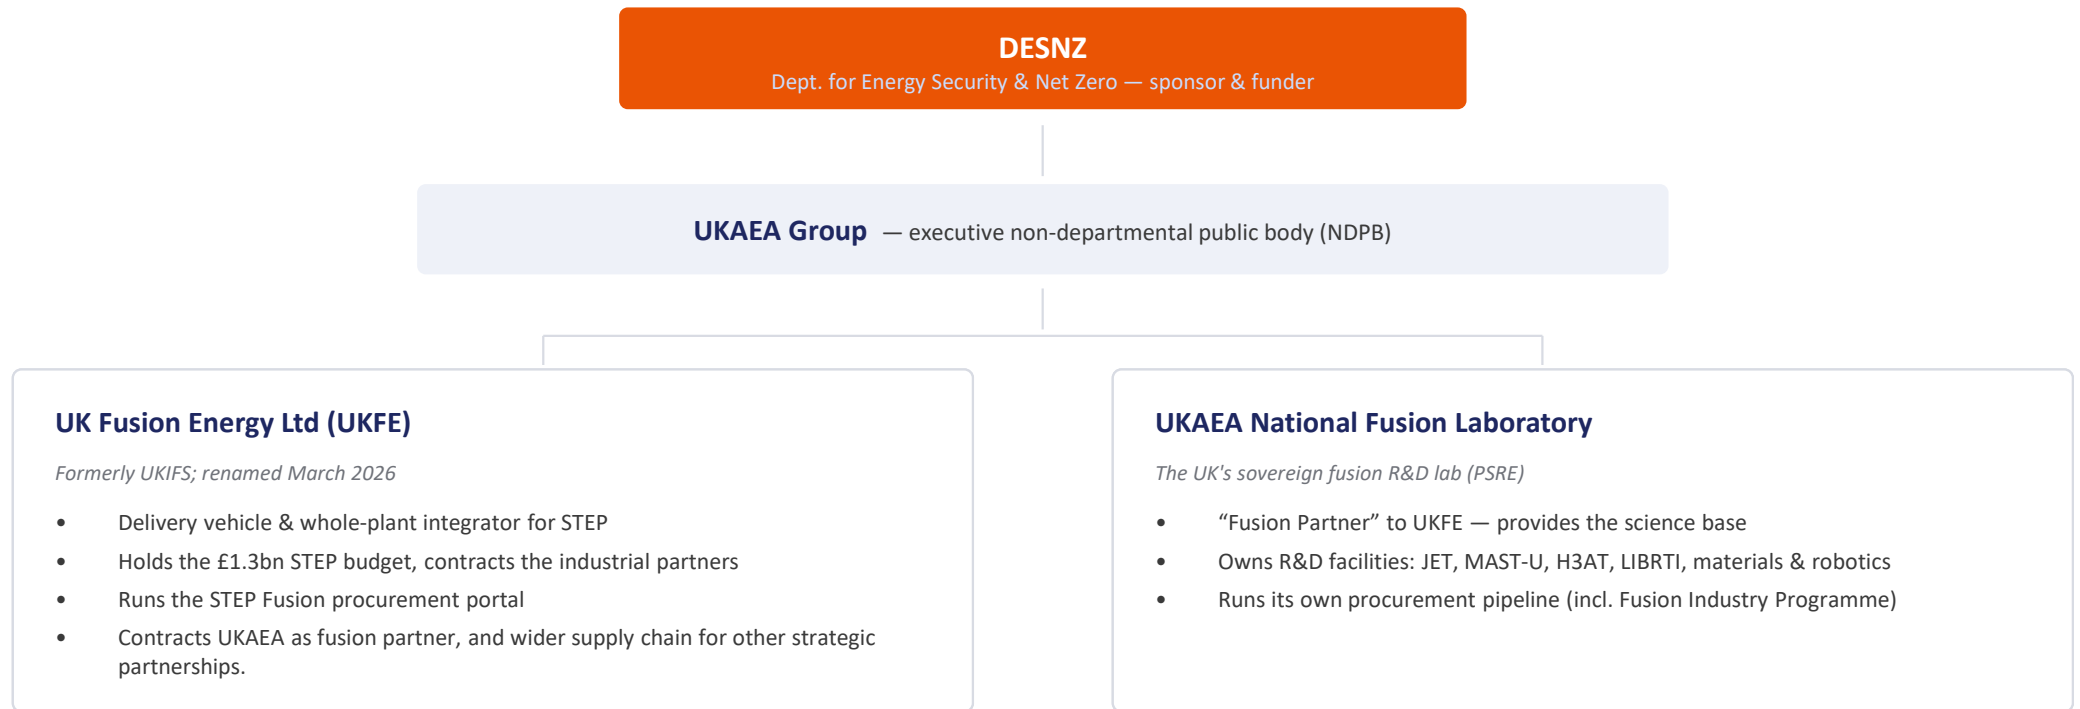 DESNZ
Dept. for Energy Security & Net Zero — sponsor & funder
UKAEA Group — executive non-departmental public body (NDPB)
UK Fusion Energy Ltd (UKFE)
Formerly UKIFS; renamed March 2026
• Delivery vehicle & whole-plant integrator for STEP
• Holds the £1.3bn STEP budget, contracts the industrial partners
• Runs the STEP Fusion procurement portal
• Contracts UKAEA as fusion partner, and wider supply chain for other strategic
partnerships.
UKAEA National Fusion Laboratory
The UK's sovereign fusion R&D lab (PSRE)
• “Fusion Partner” to UKFE — provides the science base
• Owns R&D facilities: JET, MAST-U, H3AT, LIBRTI, materials & robotics
• Runs its own procurement pipeline (incl. Fusion Industry Programme)